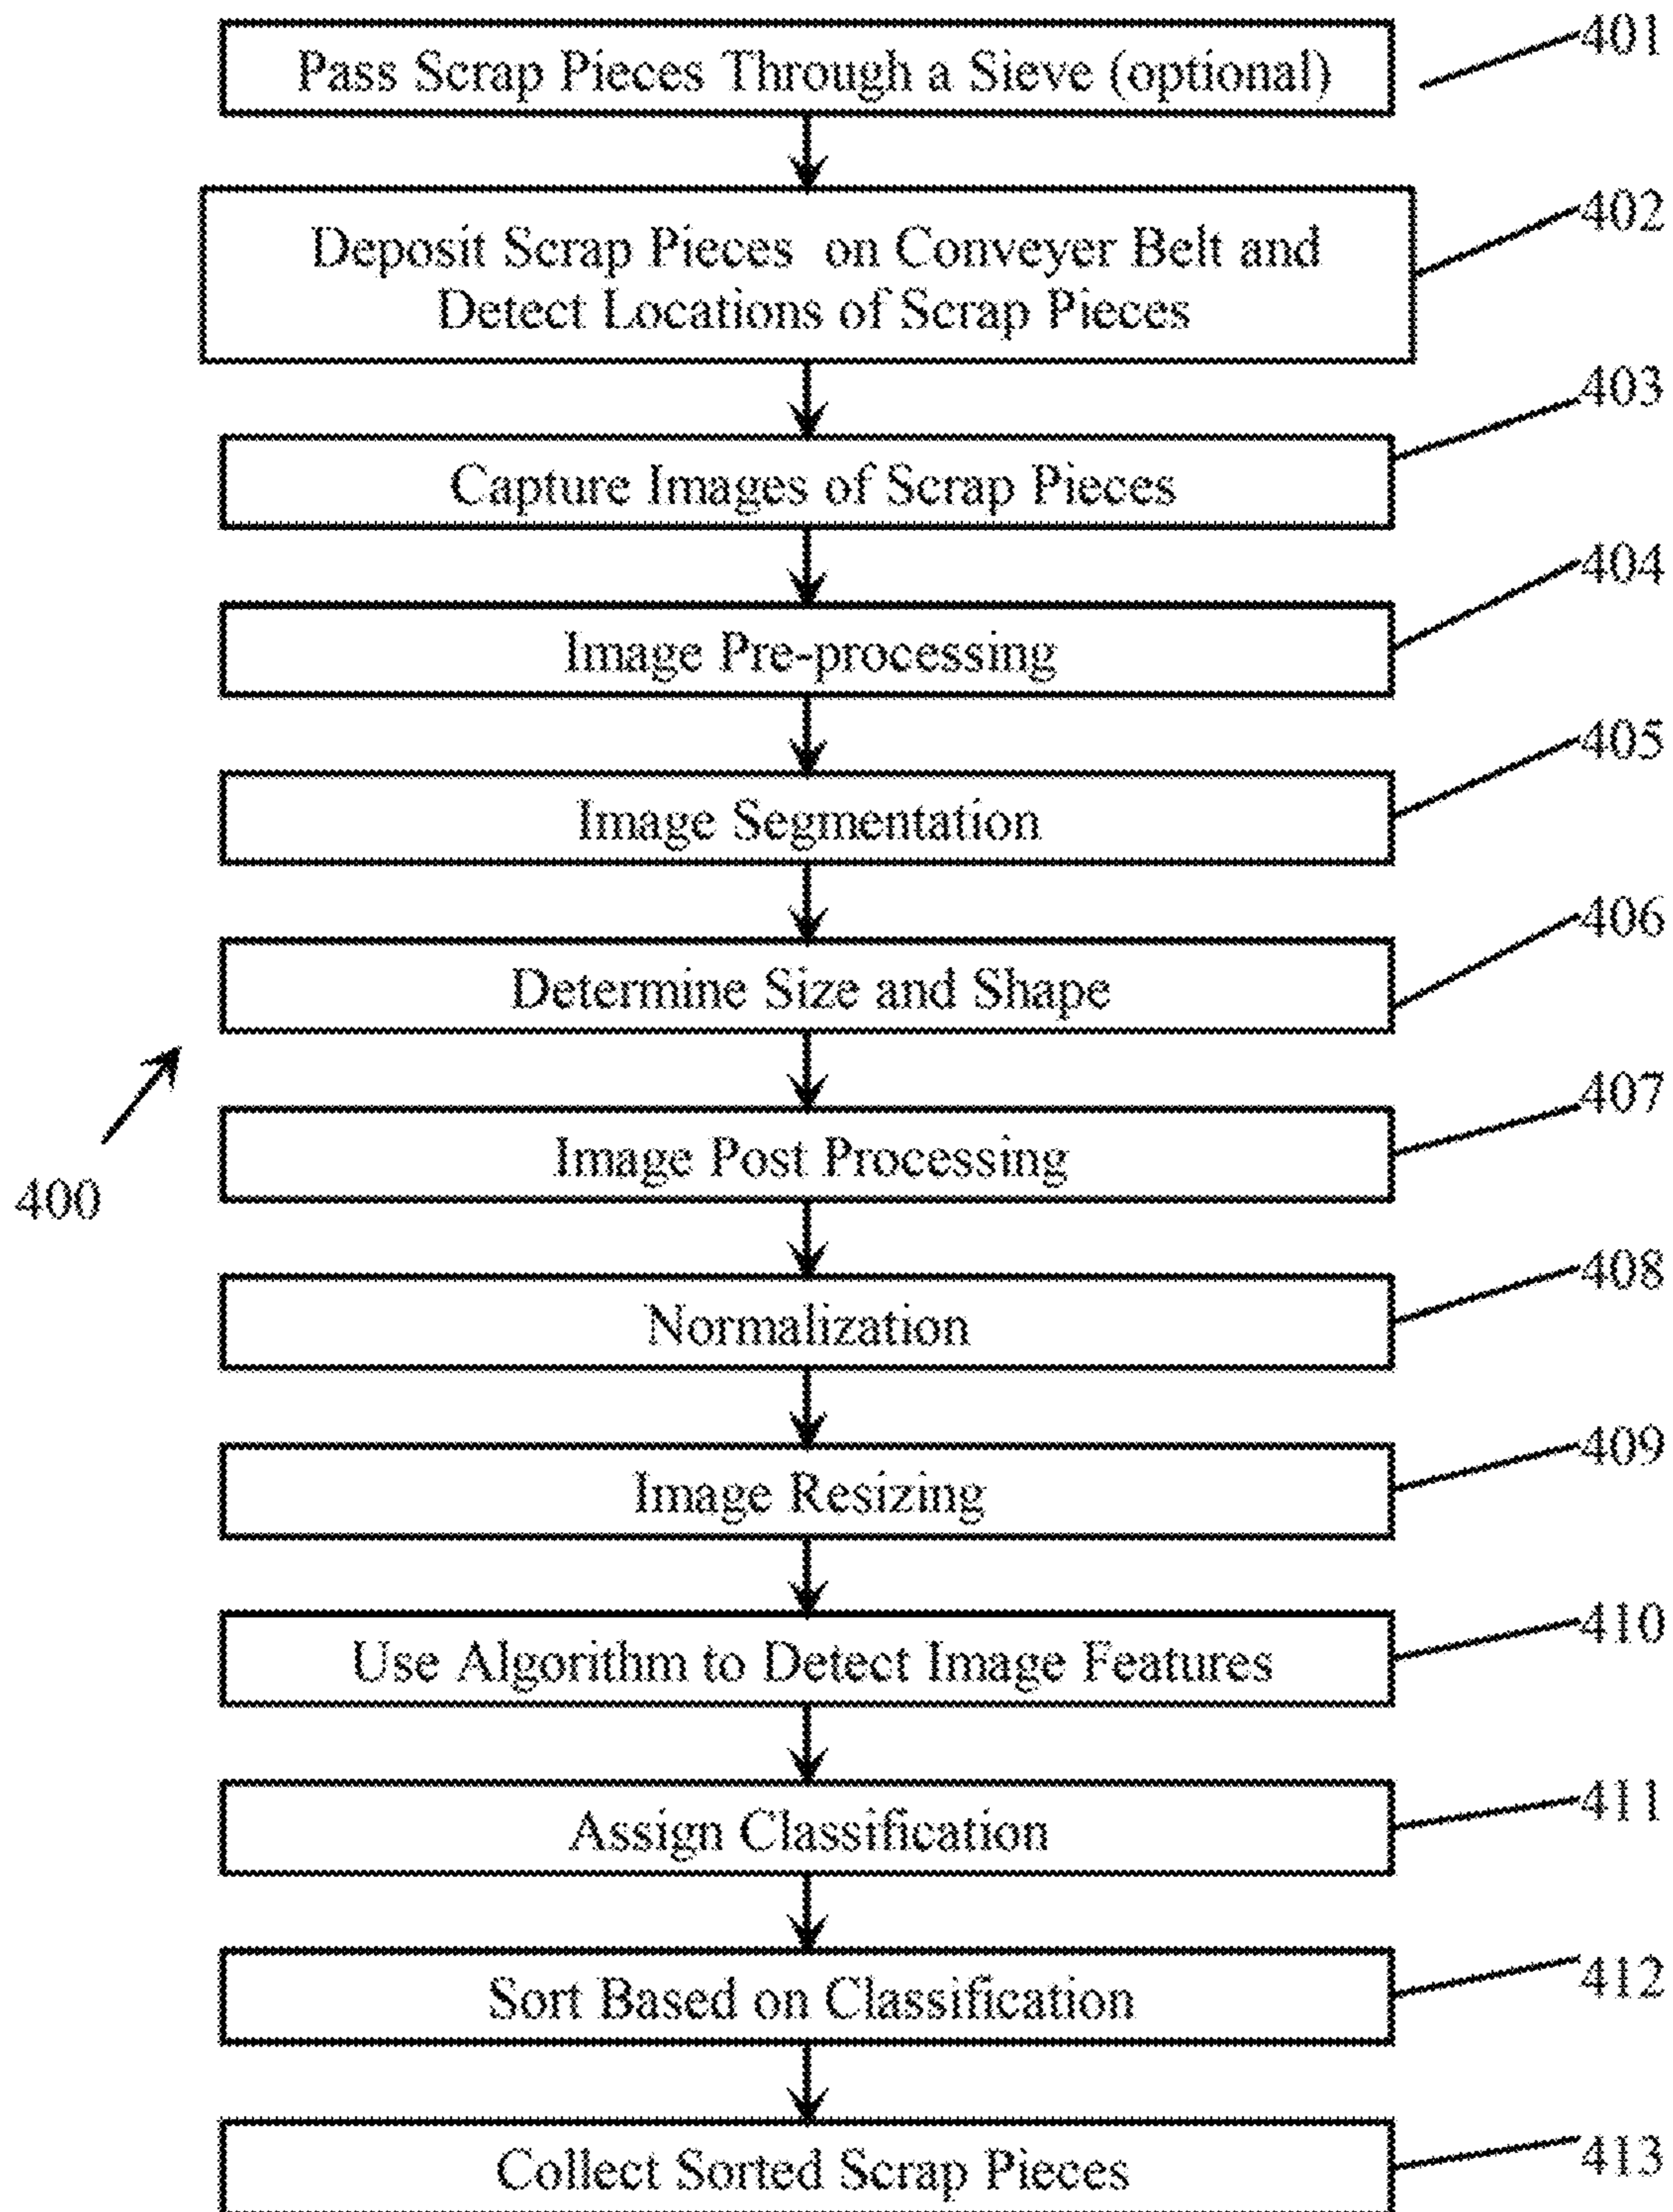 Pass Scrap Pieces Through a Sieve (optional)
401
Deposit Scrap Pieces on Conveyer Belt and
Detect Locations of Scrap Pieces
402
Capture Images of Scrap Pieces
403
Image Pre-processing
404
Image Segmentation
405
Determine Size and Shape
406
400
Image Post Processing
407
Normalization
408
Image Resizing
409
Use Algorithm to Detect Image Features
410
Assign Classification
411
Sort Based on Classification
412
Collect Sorted Scrap Pieces
413